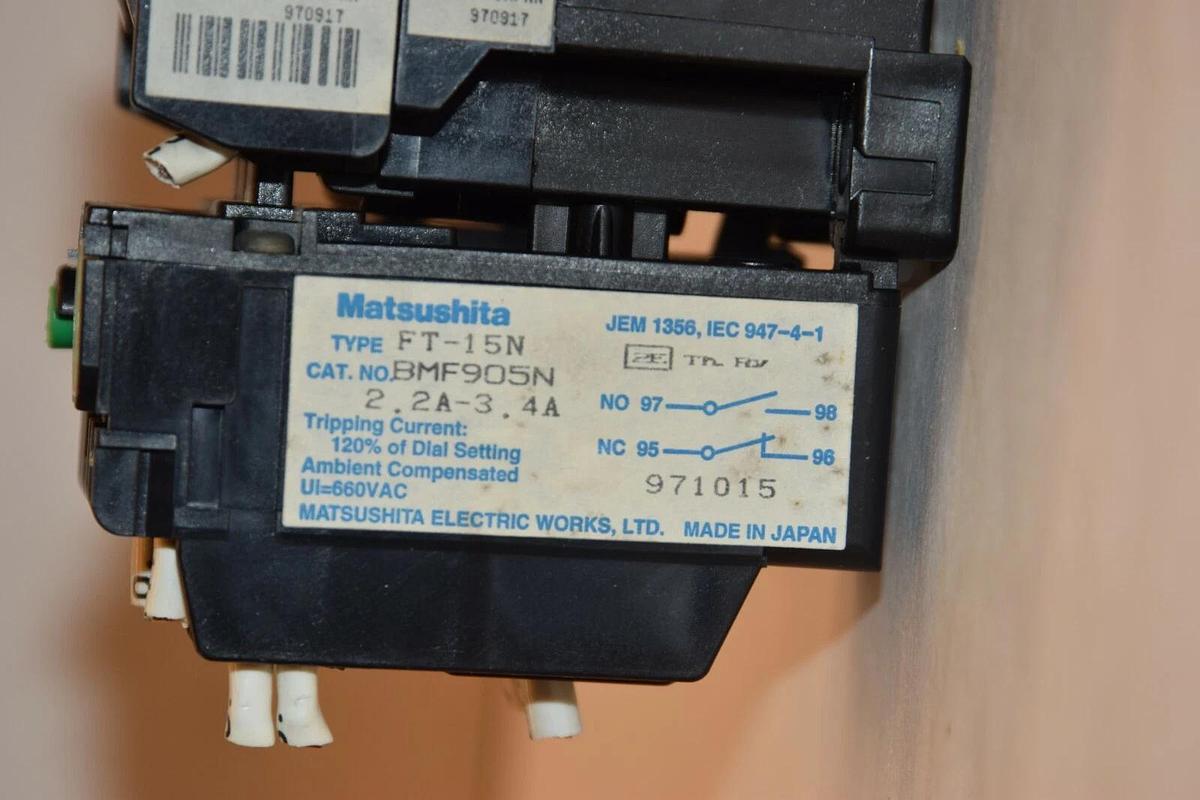 970917
970917
Matsushita
TYPE FT-15N
CAT. NO. BMF905N
2.2A-3.4A
Tripping Current:
120% of Dial Setting
Ambient Compensated
Ui=660VAC
MATSUSHITA ELECTRIC WORKS, LTD. MADE IN JAPAN
JEM 1356, IEC 947-4-1
2E
NO 97 98
NC 95 96
971015